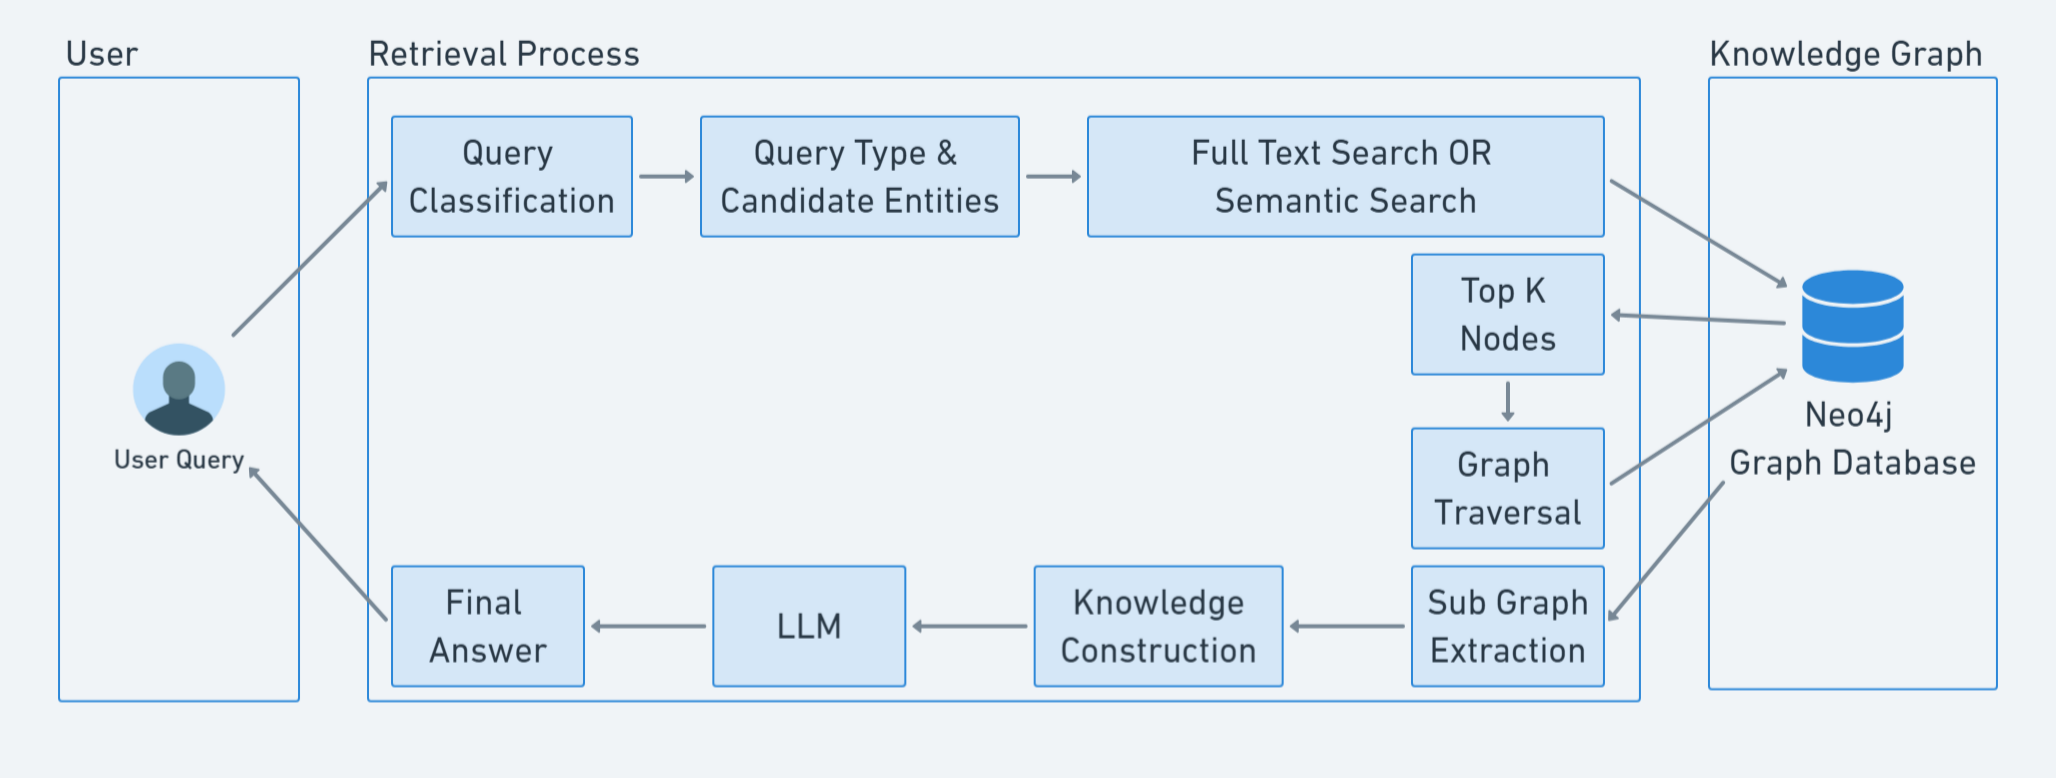 User
Retrieval Process
Knowledge Graph
Query
Classification
Query Type &
Candidate Entities
Full Text Search OR
Semantic Search
Top K
Nodes
Neo4j
Graph Database
User Query
Graph
Traversal
Final
Answer
LLM
Knowledge
Construction
Sub Graph
Extraction